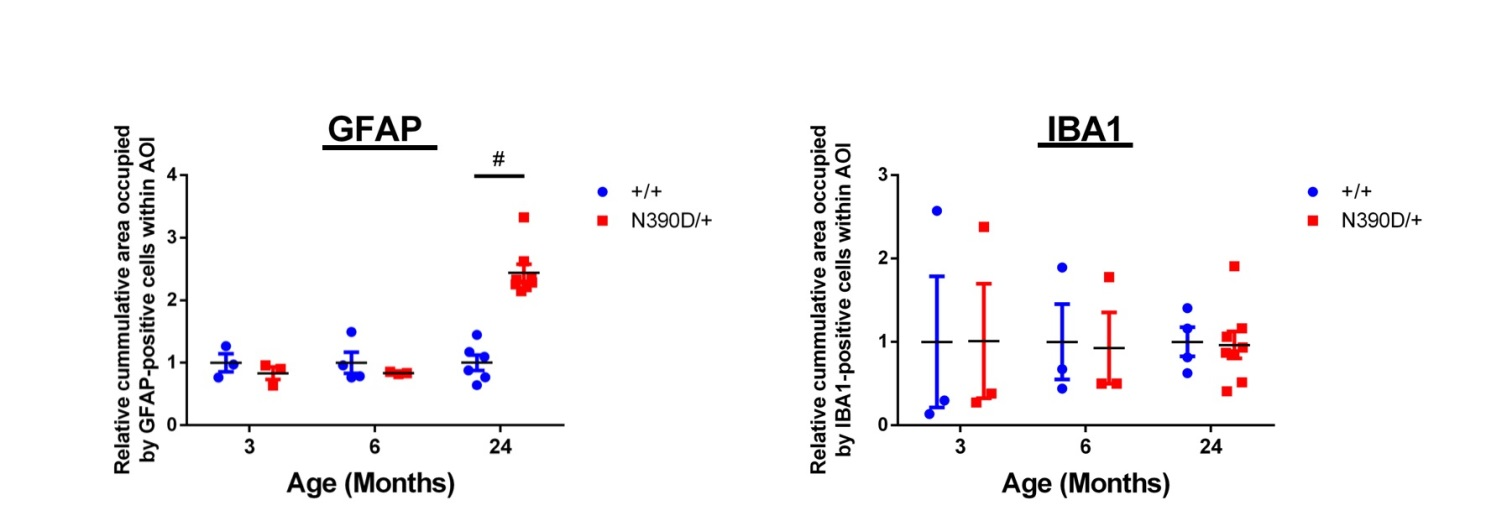 GFAP
Relative cummulative area occupied
by GFAP-positive cells within AOI
4
3
2
1
0
#
+/+
N390D/+
3 6 24
Age (Months)
IBA1
Relative cummulative area occupied
by IBA1-positive cells within AOI
3
2
1
0
+/+
N390D/+
3 6 24
Age (Months)